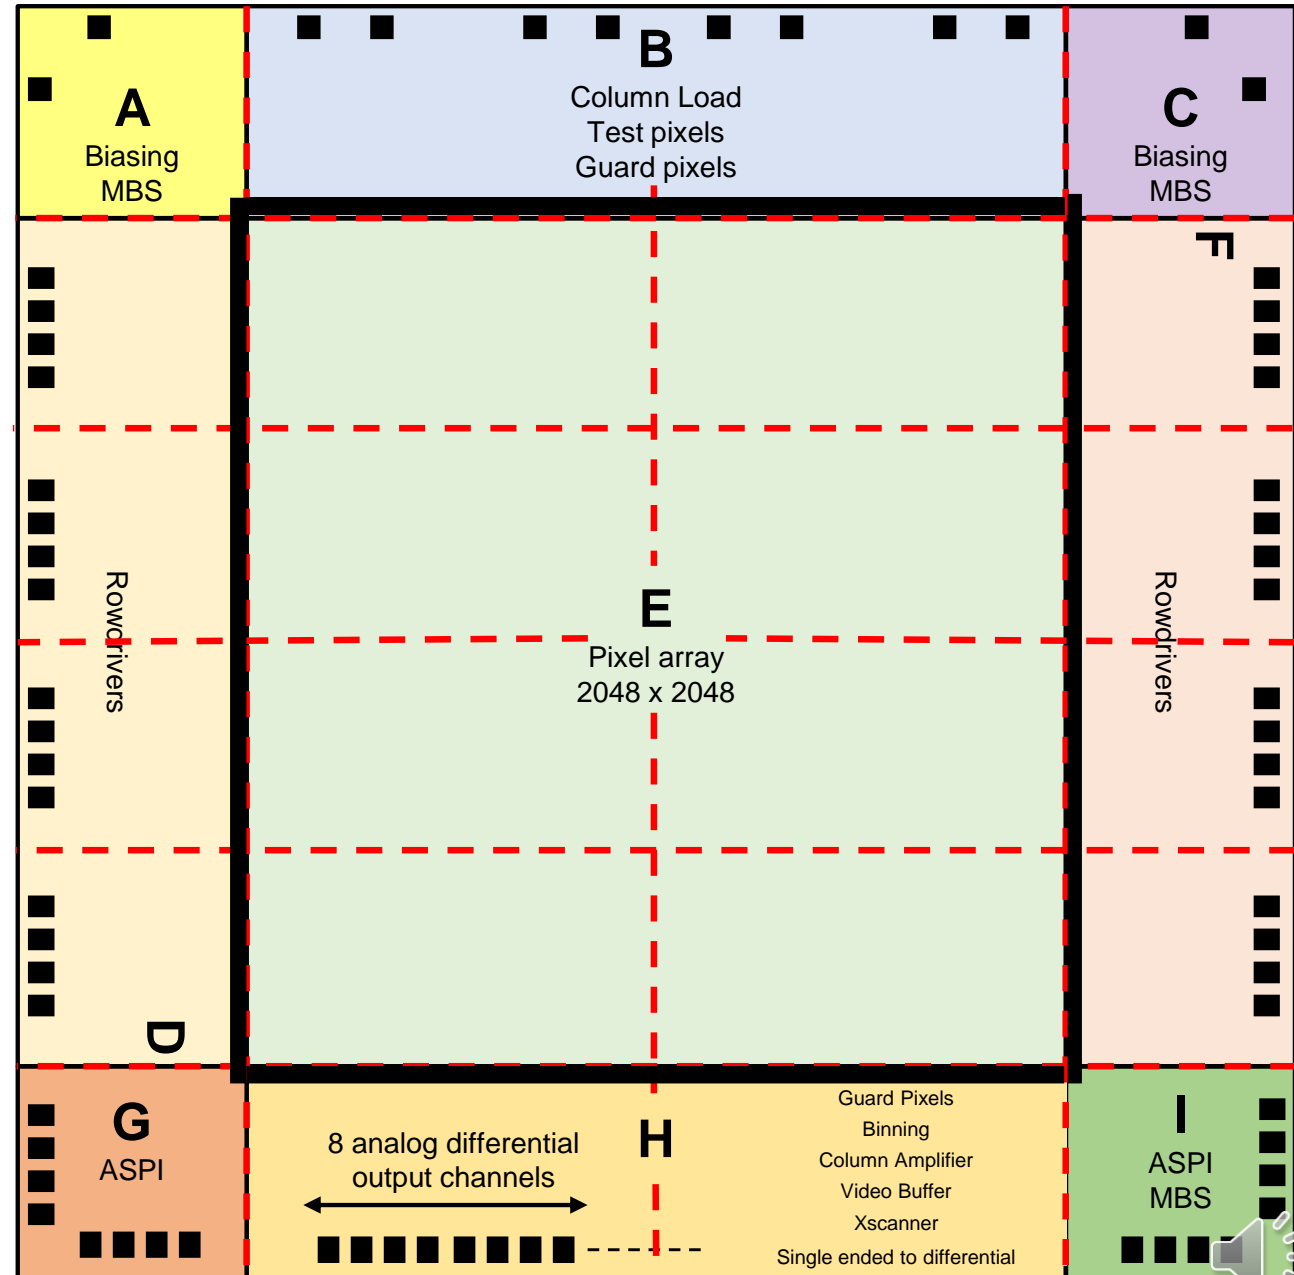 A
Biasing
MBS
B
Column Load
Test pixels
Guard pixels
C
Biasing
MBS
F
Rowdrivers
E
Pixel array
2048 x 2048
Rowdrivers
D
G
ASPI
8 analog differential
output channels
H
Guard Pixels
Binning
Column Amplifier
Video Buffer
Xscanner
Single ended to differential
I
ASPI
MBS